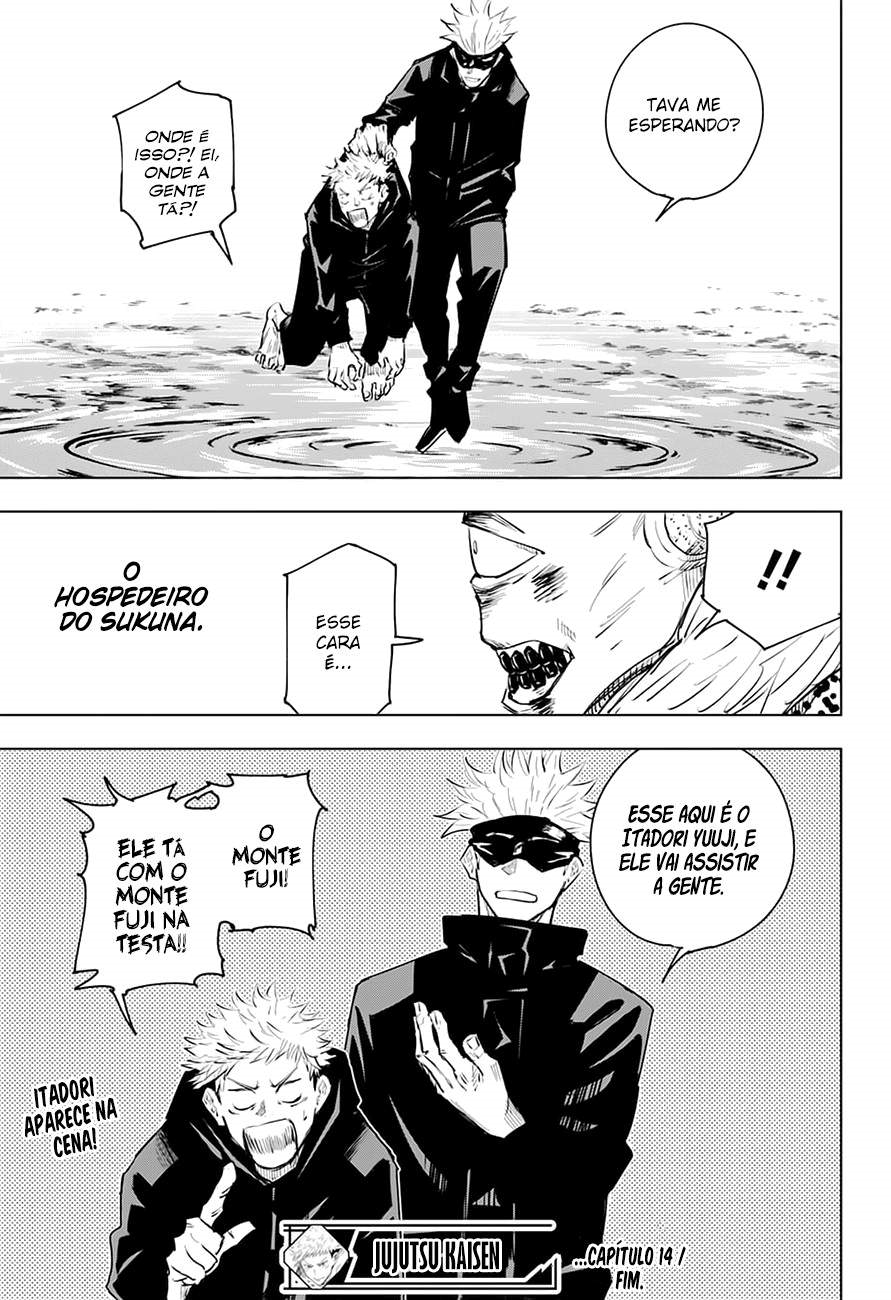 TAVA ME
ESPERANDO?
ONDE É
ISSO?! EI,
ONDE A
GENTE
TÁ?!
!!
ESSE
CARA
É...
O
HOSPEDEIRO
DO SUKUNA.
ESSE AQUI É O
ITADORI YUUJI, E
ELE VAI ASSISTIR
A GENTE.
O
MONTE
FUJI!
ELE TÁ
COM O
MONTE
FUJI NA
TESTA!!
ITADORI
APARECE NA
CENA!
JUJUTSU KAISEN
...CAPÍTULO 14 /
FIM.